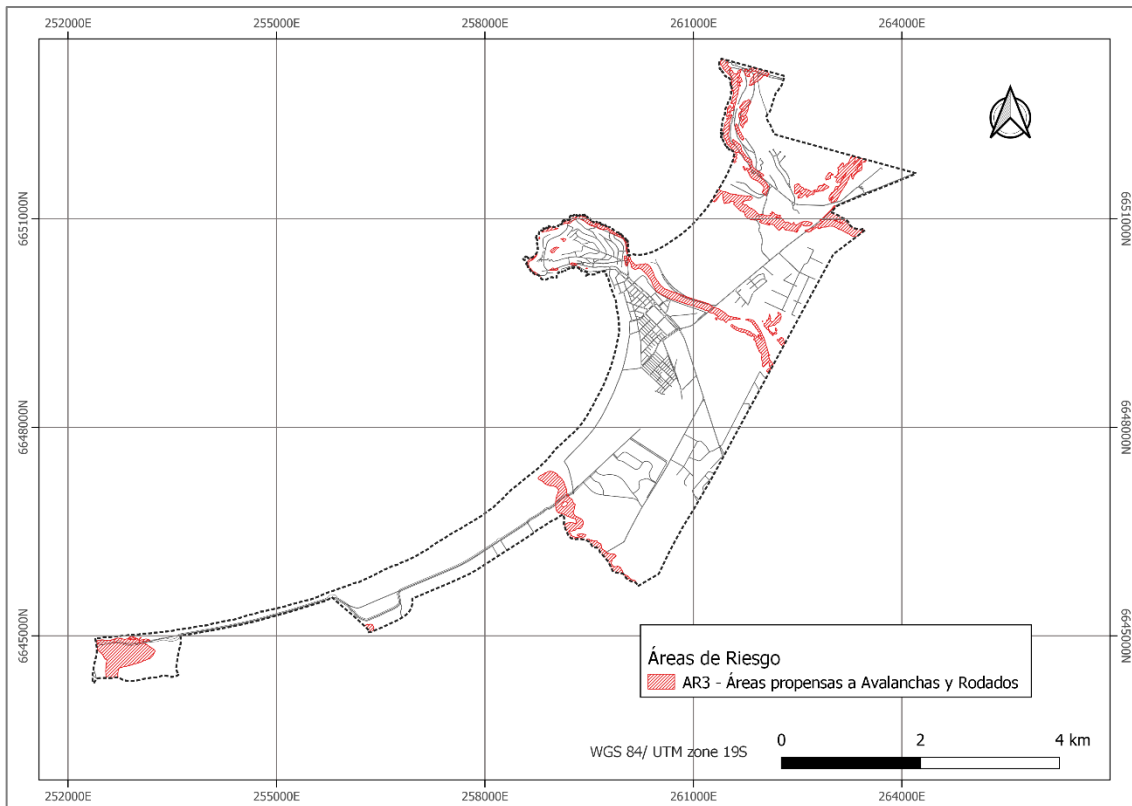 252000E 255000E 258000E 261000E 264000E
6651000N 6651000N
6648000N 6648000N
6645000N 6645000N
Áreas de Riesgo
AR3 - Áreas propensas a Avalanchas y Rodados
WGS 84/ UTM zone 19S
0 2 4 km
252000E 255000E 258000E 261000E 264000E